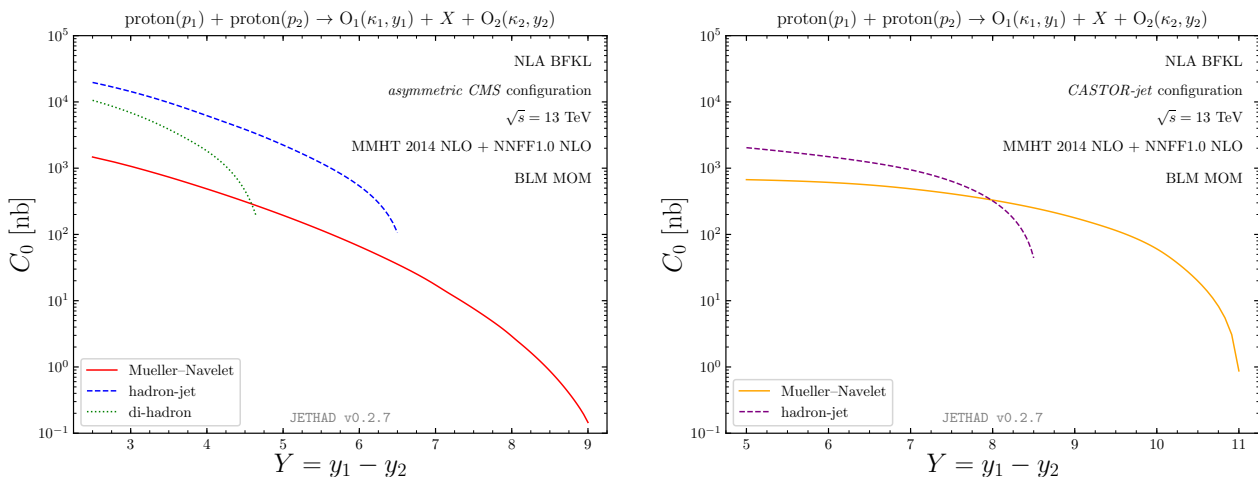 proton(p₁) + proton(p₂) → O₁(κ₁, y₁) + X + O₂(κ₂, y₂)
C₀ [nb]
10⁵
10⁴
10³
10²
10¹
10⁰
10⁻¹
NLA BFKL
asymmetric CMS configuration
√s = 13 TeV
MMHT 2014 NLO + NNFF1.0 NLO
BLM MOM
Mueller–Navelet
hadron-jet
di-hadron
JETHAD v0.2.7
3 4 5 6 7 8 9
Y = y₁ − y₂
proton(p₁) + proton(p₂) → O₁(κ₁, y₁) + X + O₂(κ₂, y₂)
C₀ [nb]
10⁵
10⁴
10³
10²
10¹
10⁰
10⁻¹
NLA BFKL
CASTOR-jet configuration
√s = 13 TeV
MMHT 2014 NLO + NNFF1.0 NLO
BLM MOM
Mueller–Navelet
hadron-jet
JETHAD v0.2.7
5 6 7 8 9 10 11
Y = y₁ − y₂